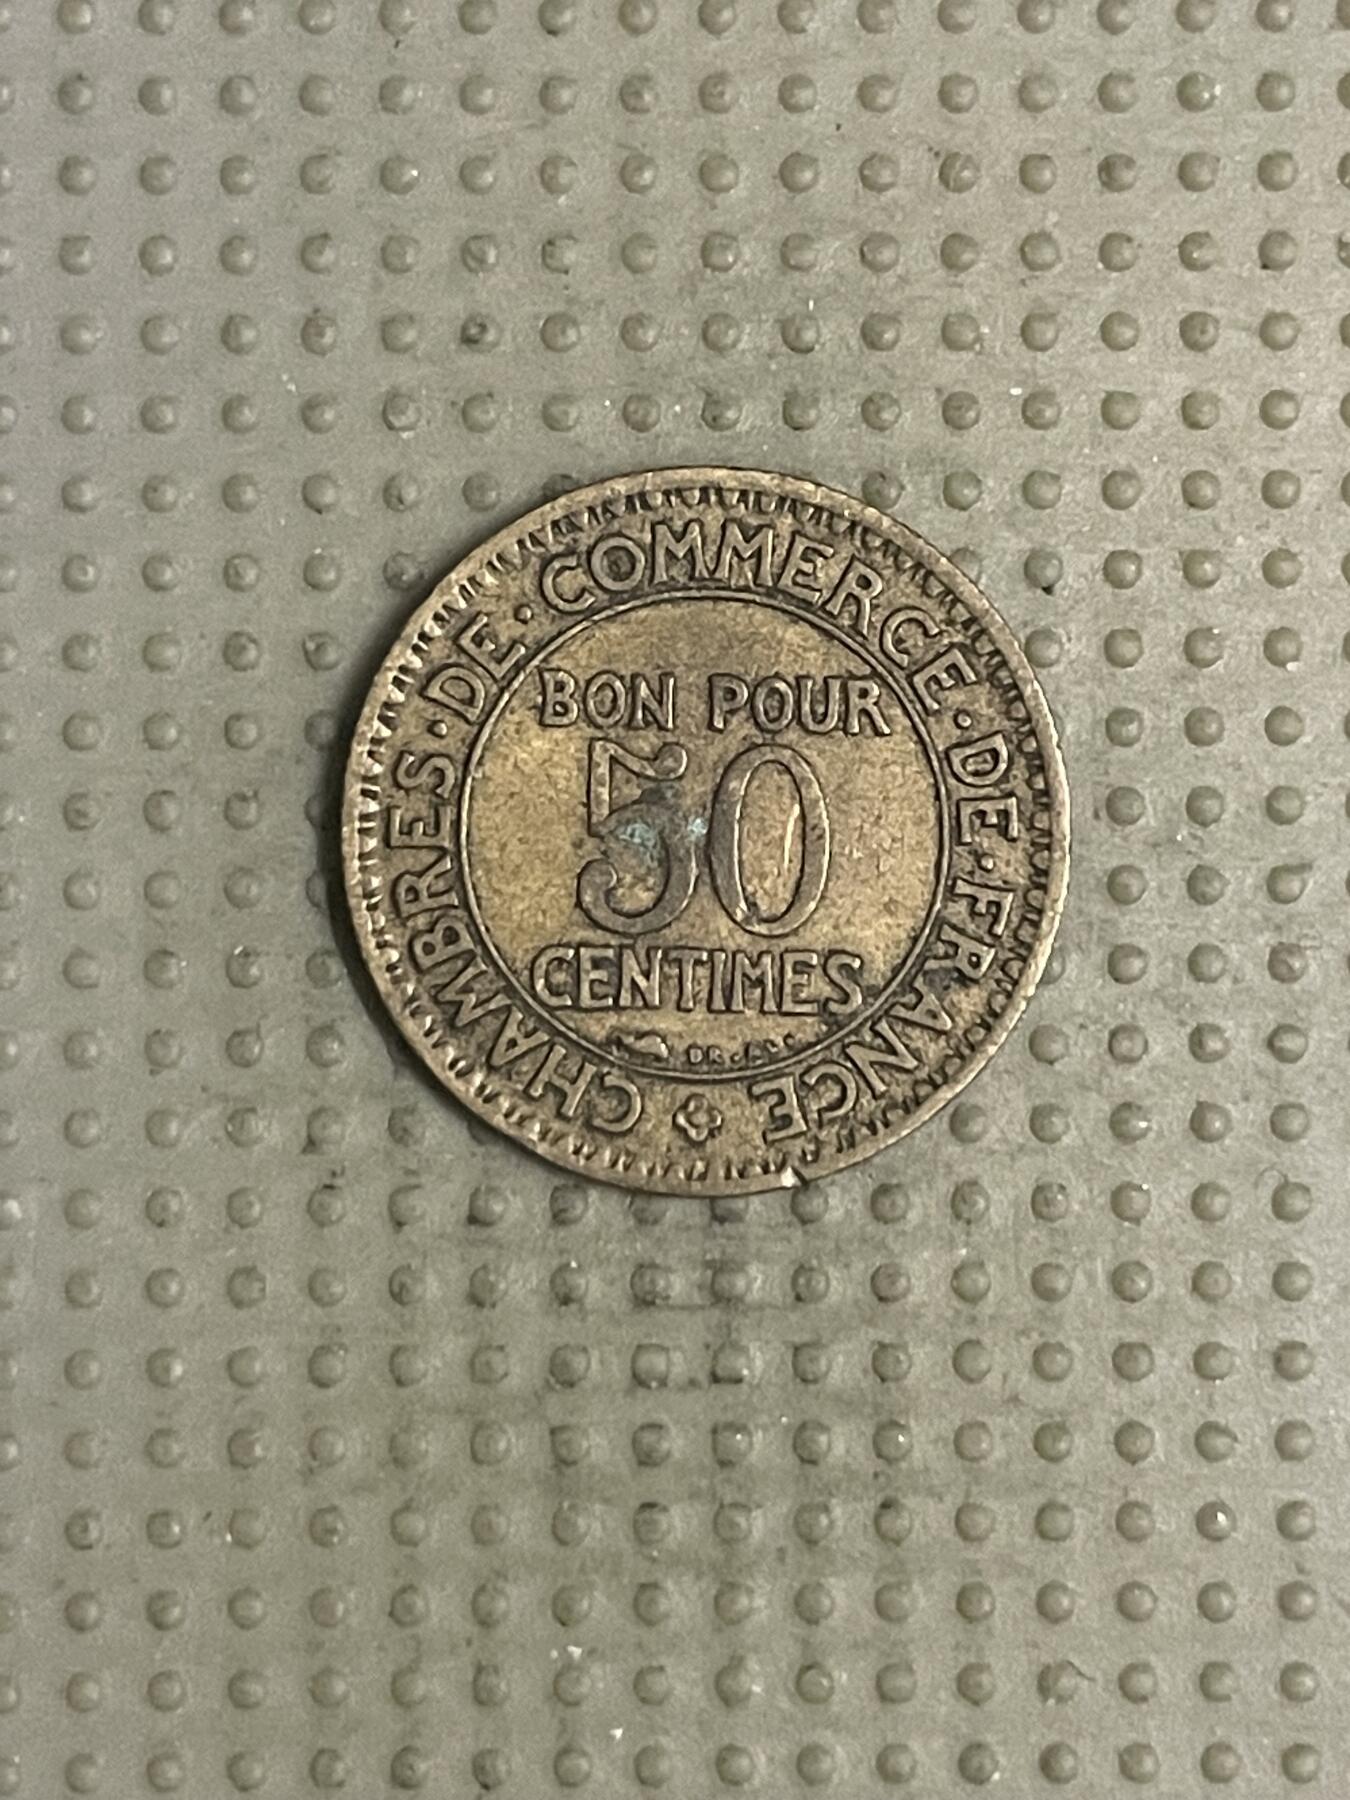 CHAMBRES·DE·COMMERCE·DE·FRANCE
BON POUR
50
CENTIMES